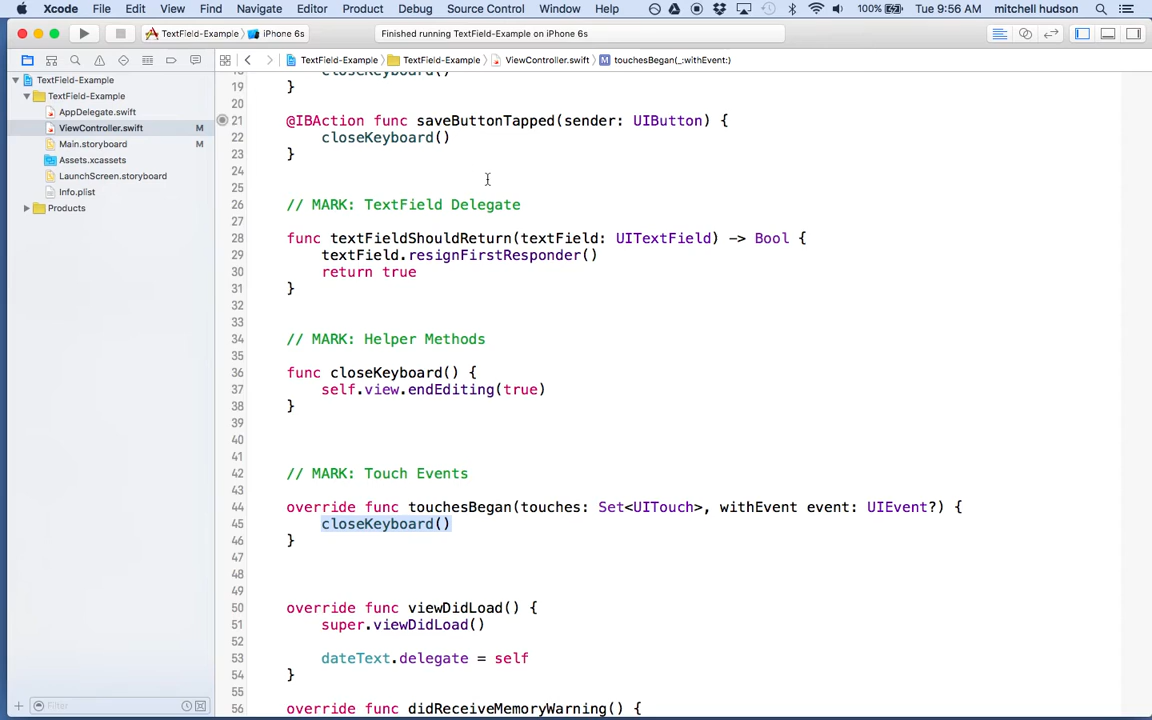 Xcode File Edit View Find Navigate Editor Product Debug Source Control Window Help 100% Tue 9:56 AM mitchell hudson
TextField-Example iPhone 6s Finished running TextField-Example on iPhone 6s
TextField-Example TextField-Example ViewController.swift M touchesBegan(_:withEvent:)
TextField-Example
TextField-Example
AppDelegate.swift
ViewController.swift M
Main.storyboard M
Assets.xcassets
LaunchScreen.storyboard
Info.plist
Products
Filter
18 closeKeyboard()
19 }
20
21 @IBAction func saveButtonTapped(sender: UIButton) {
22 closeKeyboard()
23 }
24
25
26 // MARK: TextField Delegate
27
28 func textFieldShouldReturn(textField: UITextField) -> Bool {
29 textField.resignFirstResponder()
30 return true
31 }
32
33
34 // MARK: Helper Methods
35
36 func closeKeyboard() {
37 self.view.endEditing(true)
38 }
39
40
41
42 // MARK: Touch Events
43
44 override func touchesBegan(touches: Set<UITouch>, withEvent event: UIEvent?) {
45 closeKeyboard()
46 }
47
48
49
50 override func viewDidLoad() {
51 super.viewDidLoad()
52
53 dateText.delegate = self
54 }
55
56 override func didReceiveMemoryWarning() {